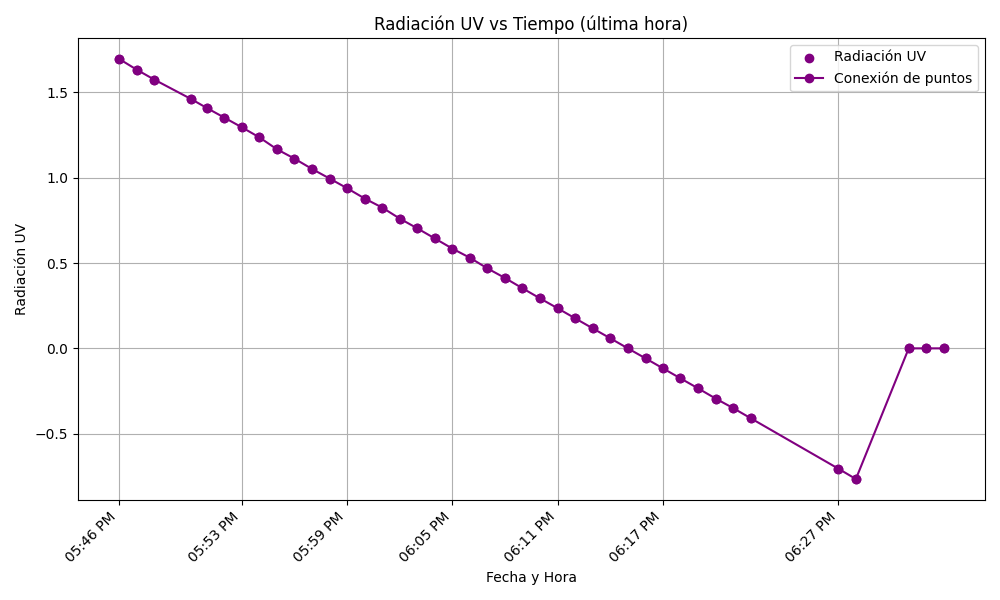 Radiación UV vs Tiempo (última hora)
Radiación UV
Conexión de puntos
Radiación UV
1.5
1.0
0.5
0.0
−0.5
05:46 PM
05:53 PM
05:59 PM
06:05 PM
06:11 PM
06:17 PM
06:27 PM
Fecha y Hora